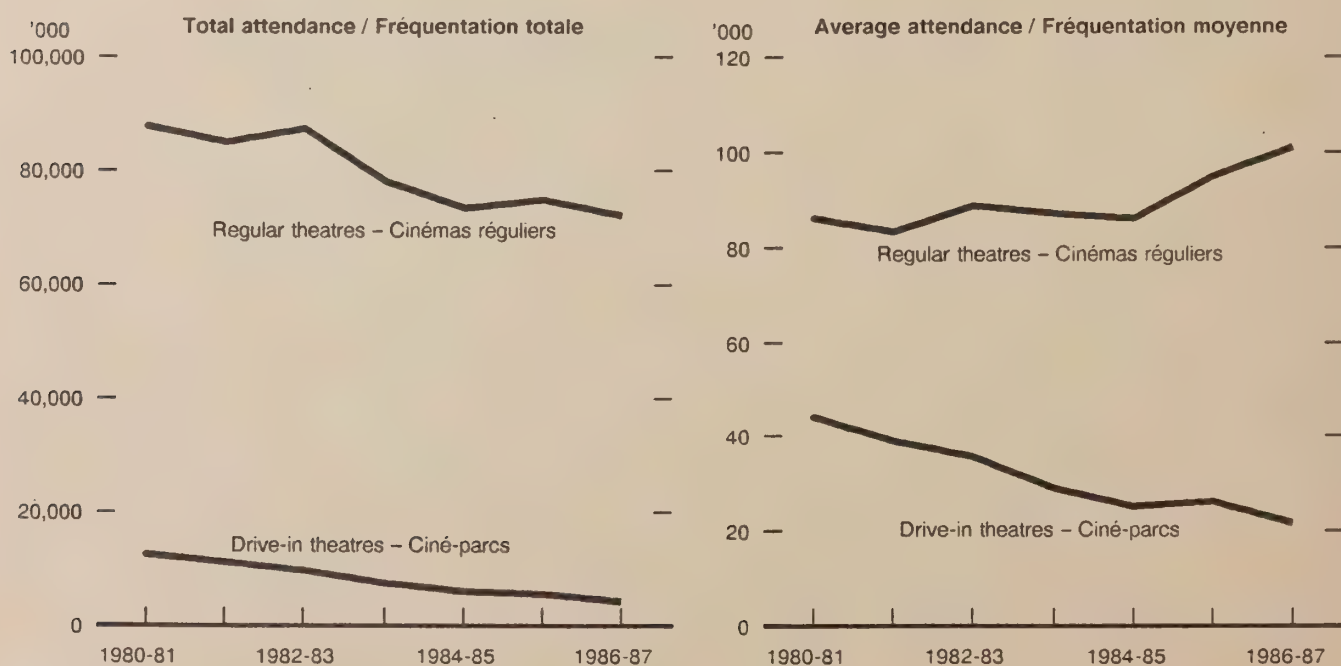 Total attendance / Fréquentation totale
'000
100,000
80,000
Regular theatres – Cinémas réguliers
60,000
40,000
20,000
Drive-in theatres – Ciné-parcs
0
1980-81 1982-83 1984-85 1986-87
Average attendance / Fréquentation moyenne
'000
120
100
80
Regular theatres – Cinémas réguliers
60
40
20
Drive-in theatres – Ciné-parcs
0
1980-81 1982-83 1984-85 1986-87